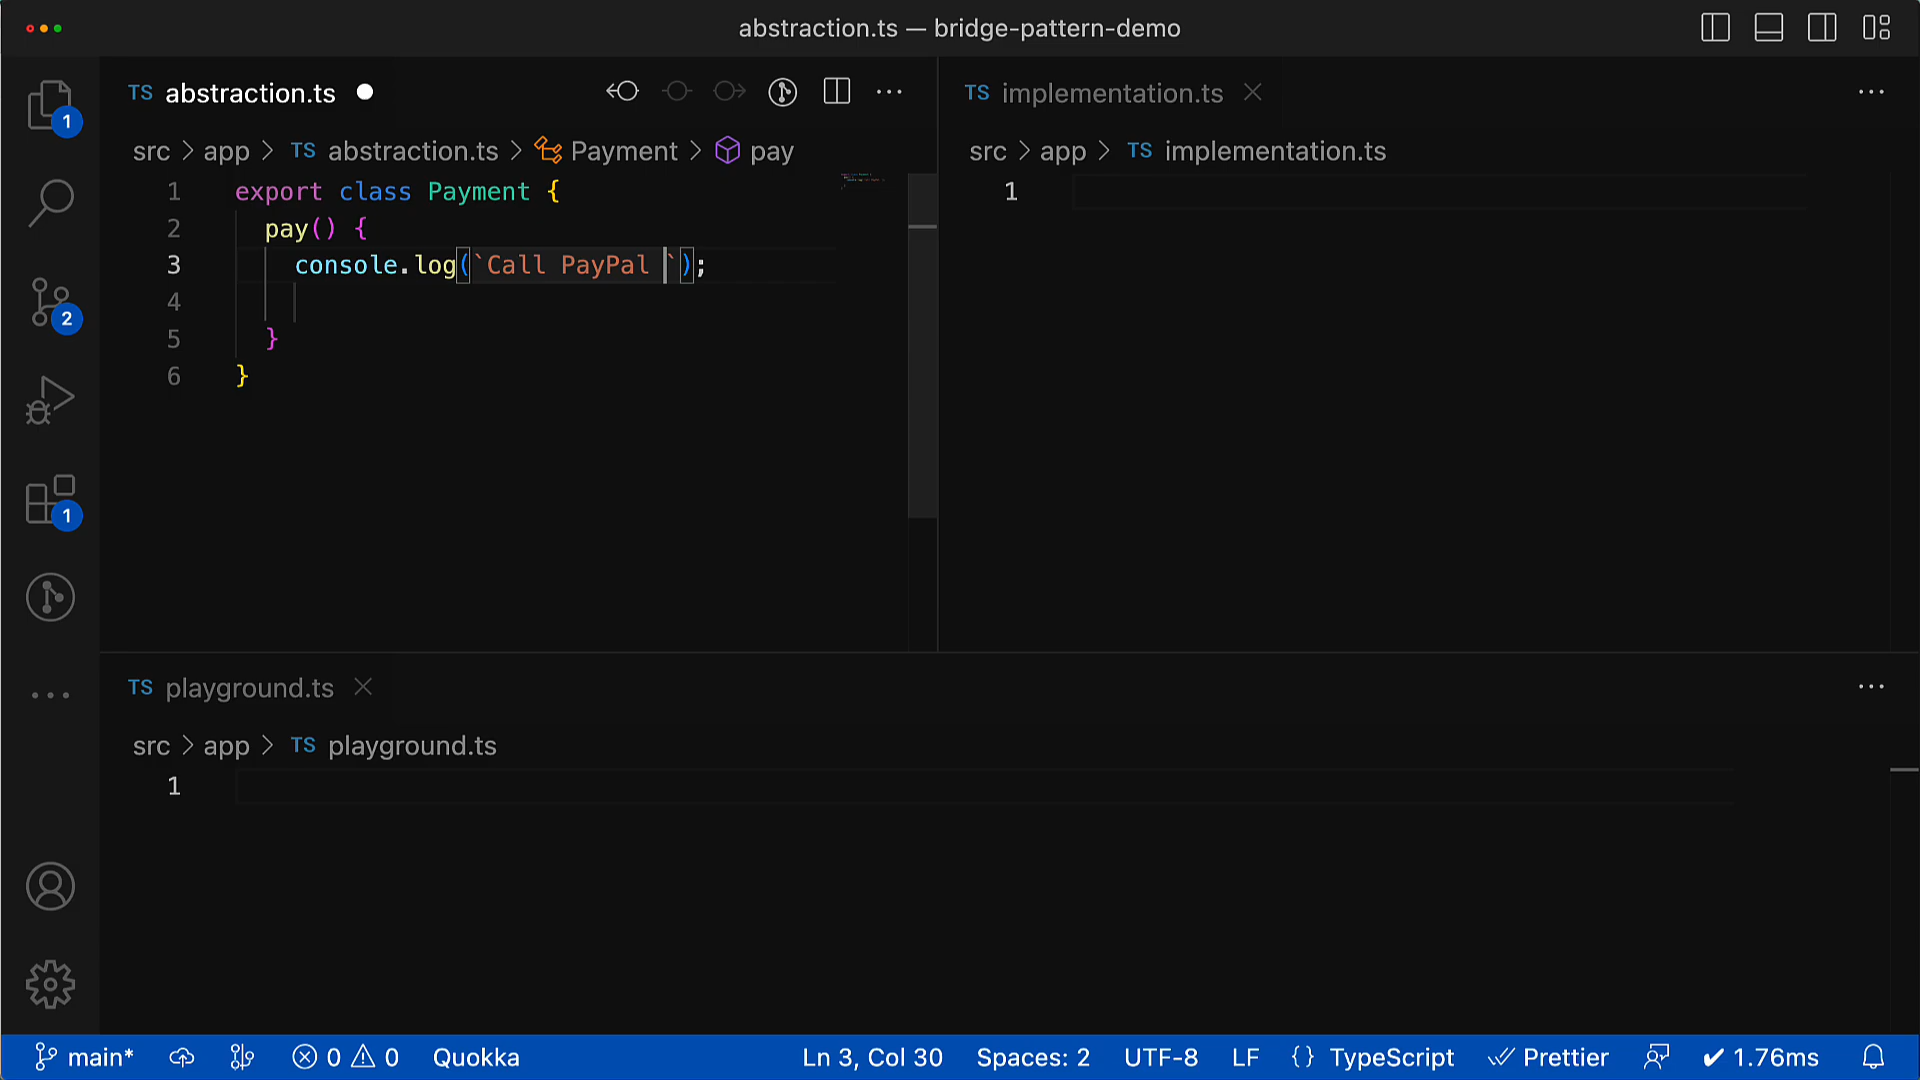 abstraction.ts — bridge-pattern-demo
TS abstraction.ts
src > app > TS abstraction.ts > Payment > pay
1 export class Payment {
2 pay() {
3 console.log(`Call PayPal `);
4
5 }
6 }
TS implementation.ts
src > app > TS implementation.ts
1
TS playground.ts
src > app > TS playground.ts
1
1
2
1
main* 0 0 Quokka Ln 3, Col 30 Spaces: 2 UTF-8 LF {} TypeScript Prettier 1.76ms